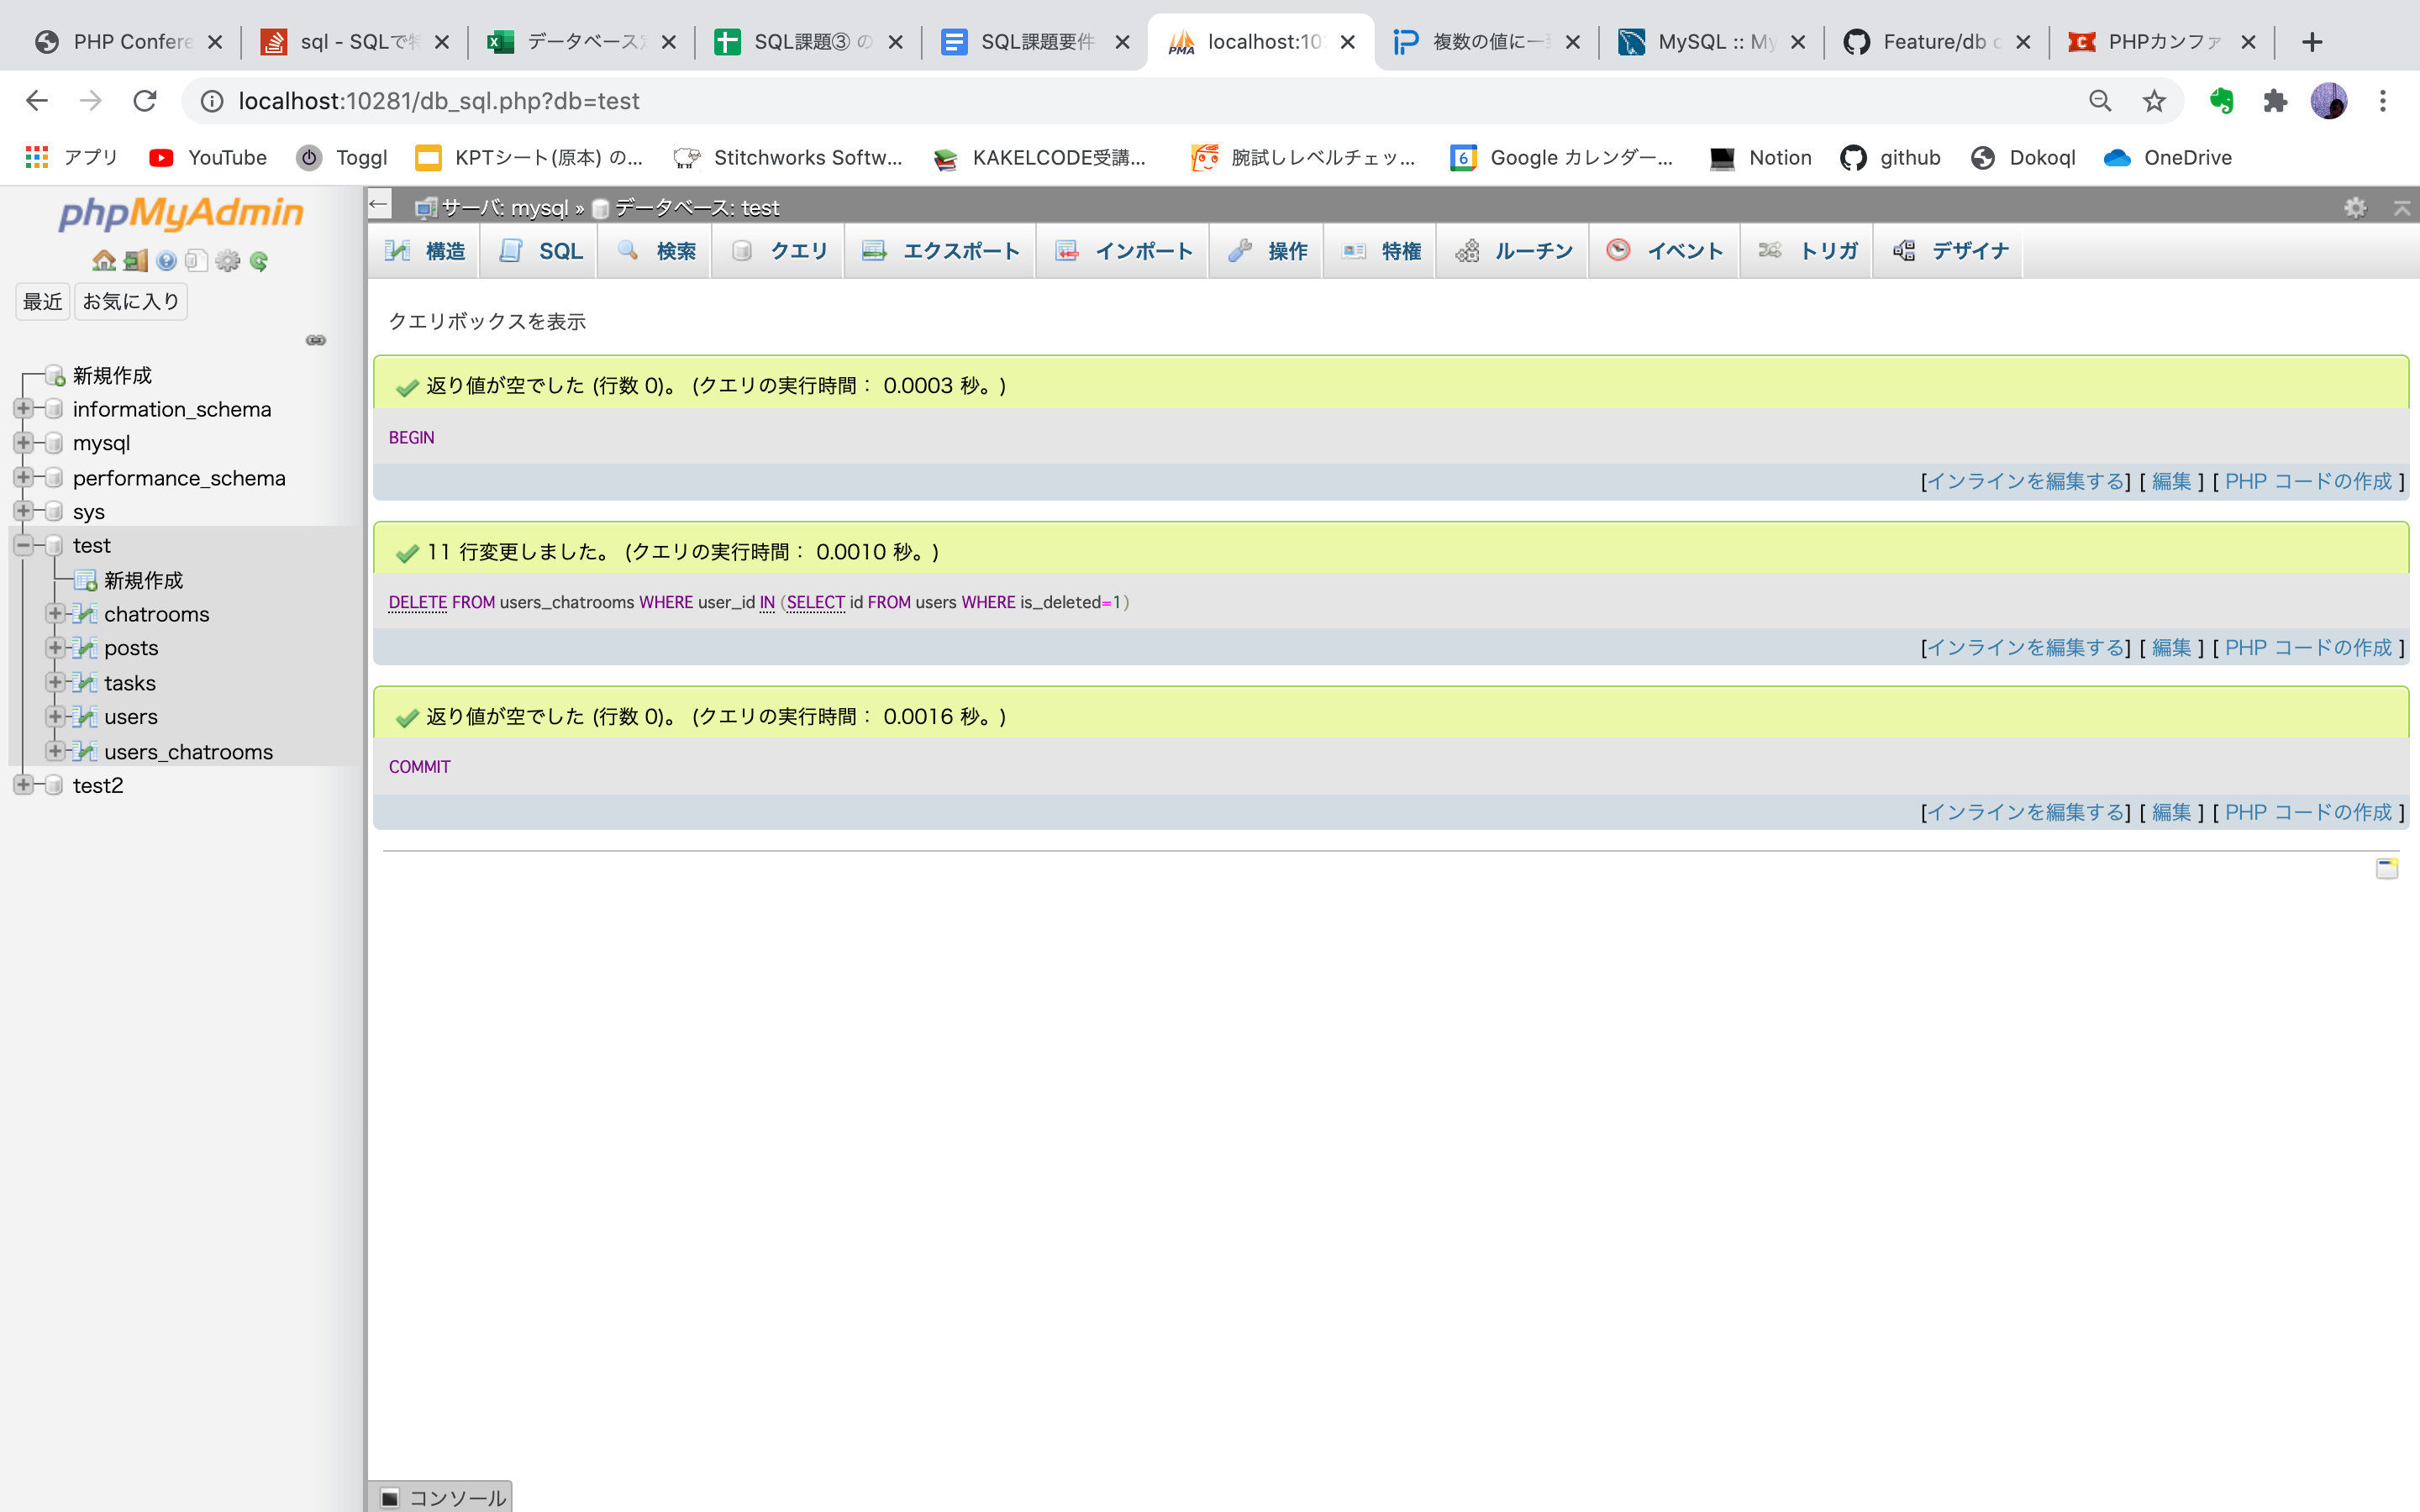 PHP Confere
sql - SQLで特
データベース定
SQL課題③ の
SQL課題要件
localhost:10
複数の値に一致
MySQL :: My
Feature/db c
PHPカンファ
localhost:10281/db_sql.php?db=test
アプリ
YouTube
Toggl
KPTシート(原本) の...
Stitchworks Softw...
KAKELCODE受講...
腕試しレベルチェッ...
Google カレンダー...
Notion
github
Dokoql
OneDrive
phpMyAdmin
最近
お気に入り
新規作成
information_schema
mysql
performance_schema
sys
test
新規作成
chatrooms
posts
tasks
users
users_chatrooms
test2
サーバ: mysql » データベース: test
構造
SQL
検索
クエリ
エクスポート
インポート
操作
特権
ルーチン
イベント
トリガ
デザイナ
クエリボックスを表示
返り値が空でした (行数 0)。 (クエリの実行時間： 0.0003 秒。)
BEGIN
[インラインを編集する] [ 編集 ] [ PHP コードの作成 ]
11 行変更しました。 (クエリの実行時間： 0.0010 秒。)
DELETE FROM users_chatrooms WHERE user_id IN (SELECT id FROM users WHERE is_deleted=1)
[インラインを編集する] [ 編集 ] [ PHP コードの作成 ]
返り値が空でした (行数 0)。 (クエリの実行時間： 0.0016 秒。)
COMMIT
[インラインを編集する] [ 編集 ] [ PHP コードの作成 ]
コンソール